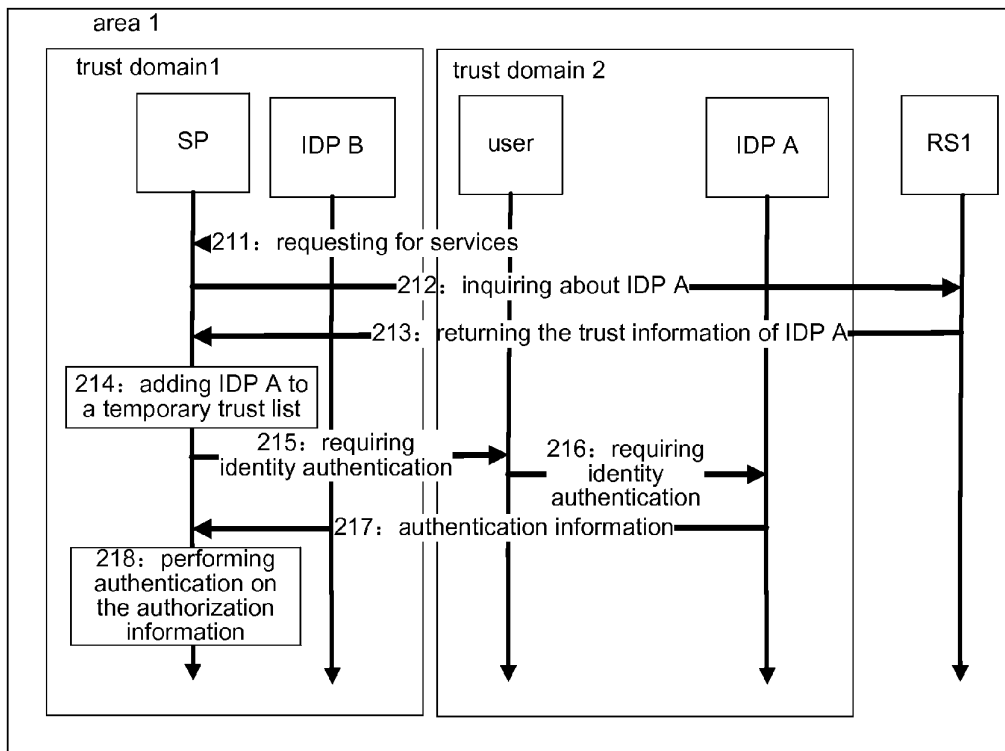 area 1
trust domain1
trust domain 2
SP
IDP B
user
IDP A
RS1
211：requesting for services
212：inquiring about IDP A
213：returning the trust information of IDP A
214：adding IDP A to
a temporary trust list
215：requiring
identity authentication
216：requiring
identity
authentication
217：authentication information
218：performing
authentication on
the authorization
information